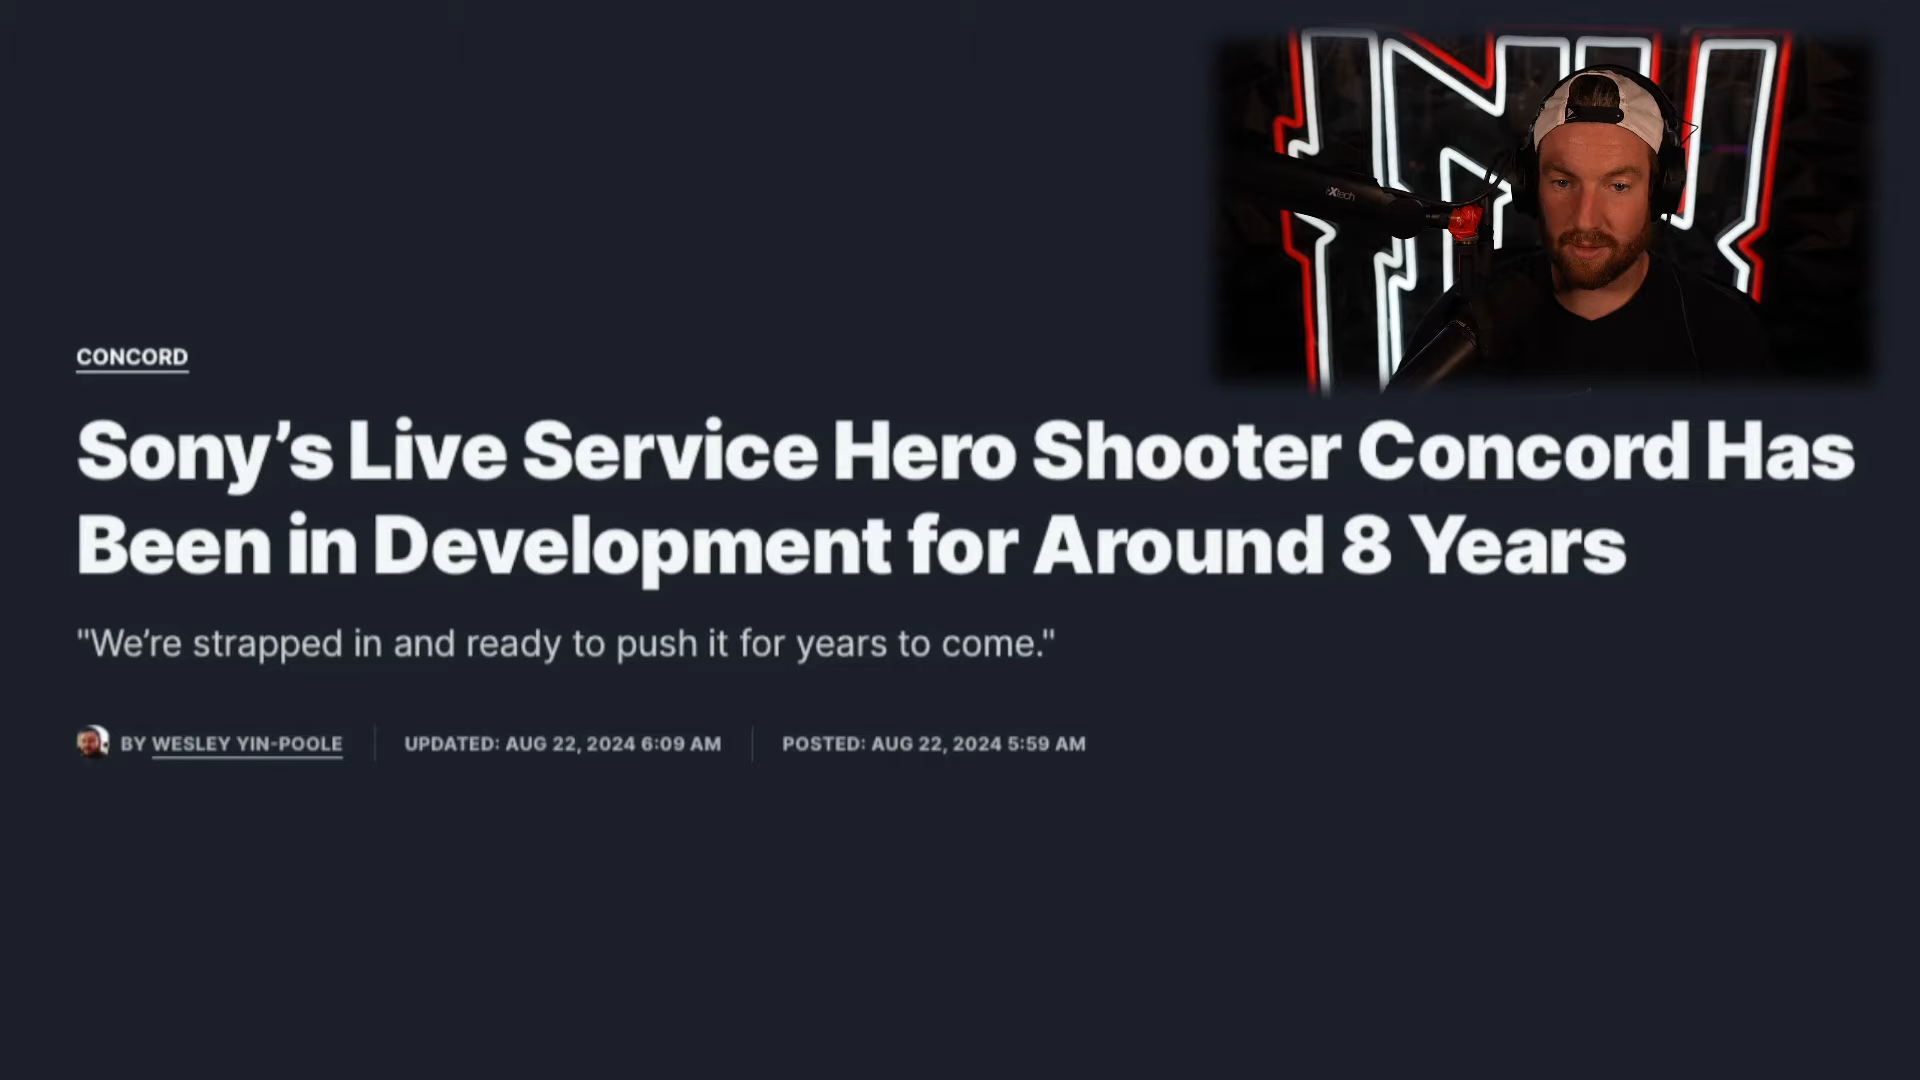 CONCORD
Sony’s Live Service Hero Shooter Concord Has
Been in Development for Around 8 Years
"We’re strapped in and ready to push it for years to come."
BY WESLEY YIN-POOLE UPDATED: AUG 22, 2024 6:09 AM POSTED: AUG 22, 2024 5:59 AM